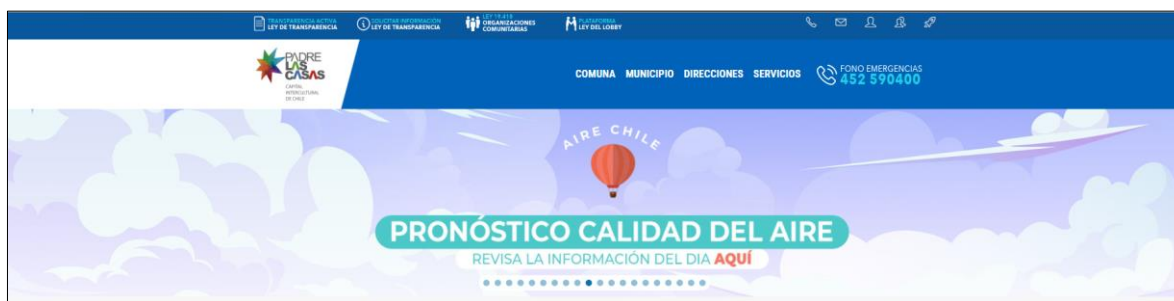 TRANSPARENCIA ACTIVA
LEY DE TRANSPARENCIA
SOLICITAR INFORMACIÓN
LEY DE TRANSPARENCIA
LEY 19.418
ORGANIZACIONES
COMUNITARIAS
PLATAFORMA
LEY DEL LOBBY
PADRE
LAS
CASAS
CAPITAL
INTERCULTURAL
DE CHILE
COMUNA MUNICIPIO DIRECCIONES SERVICIOS
FONO EMERGENCIAS
452 590400
AIRE CHILE
PRONÓSTICO CALIDAD DEL AIRE
REVISA LA INFORMACIÓN DEL DIA AQUÍ